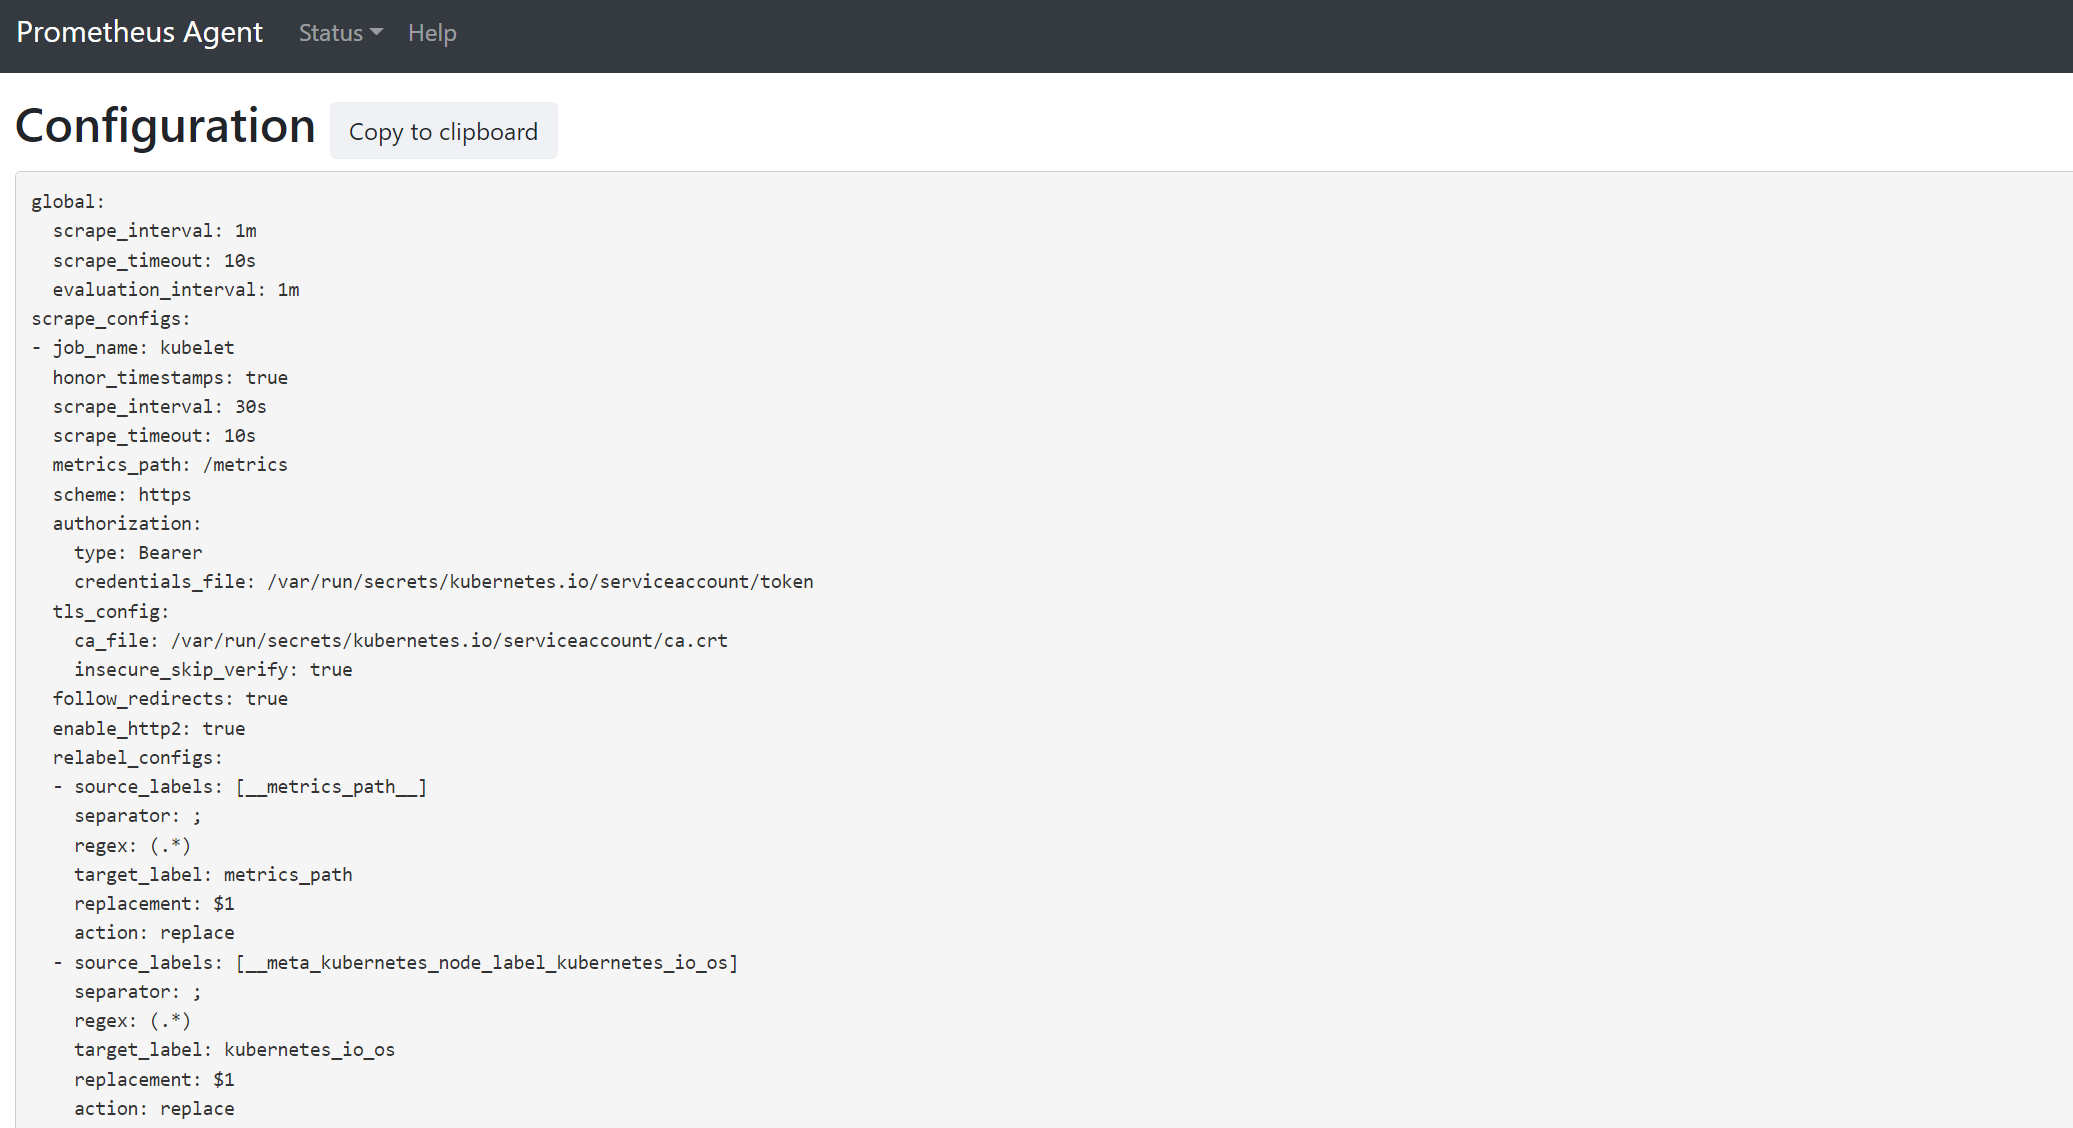 Prometheus Agent Status Help
Configuration Copy to clipboard
global:
  scrape_interval: 1m
  scrape_timeout: 10s
  evaluation_interval: 1m
scrape_configs:
- job_name: kubelet
  honor_timestamps: true
  scrape_interval: 30s
  scrape_timeout: 10s
  metrics_path: /metrics
  scheme: https
  authorization:
    type: Bearer
    credentials_file: /var/run/secrets/kubernetes.io/serviceaccount/token
  tls_config:
    ca_file: /var/run/secrets/kubernetes.io/serviceaccount/ca.crt
    insecure_skip_verify: true
  follow_redirects: true
  enable_http2: true
  relabel_configs:
  - source_labels: [__metrics_path__]
    separator: ;
    regex: (.*)
    target_label: metrics_path
    replacement: $1
    action: replace
  - source_labels: [__meta_kubernetes_node_label_kubernetes_io_os]
    separator: ;
    regex: (.*)
    target_label: kubernetes_io_os
    replacement: $1
    action: replace